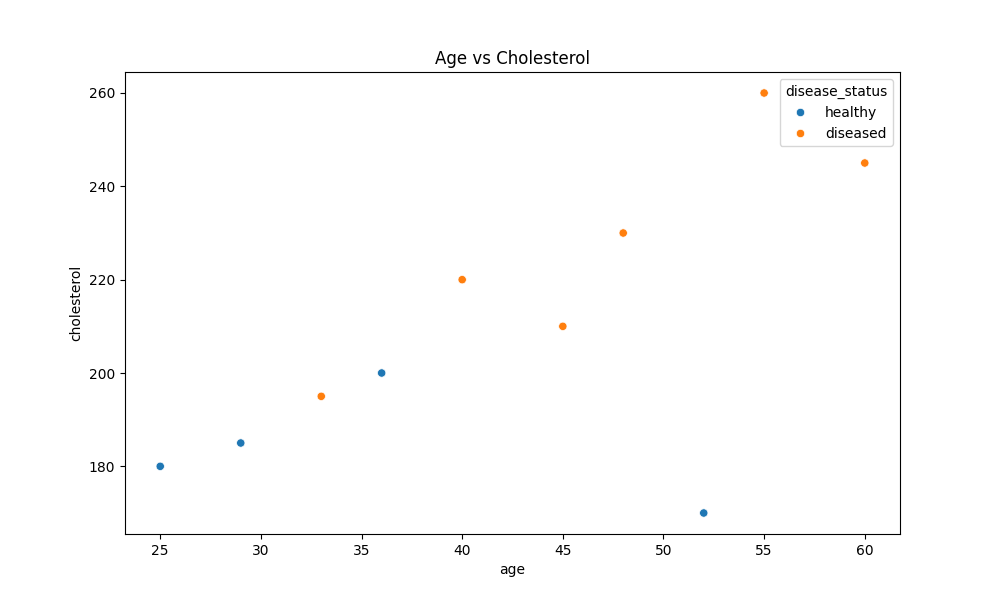 Age vs Cholesterol
disease_status
healthy
diseased
260
240
220
200
180
cholesterol
25 30 35 40 45 50 55 60
age